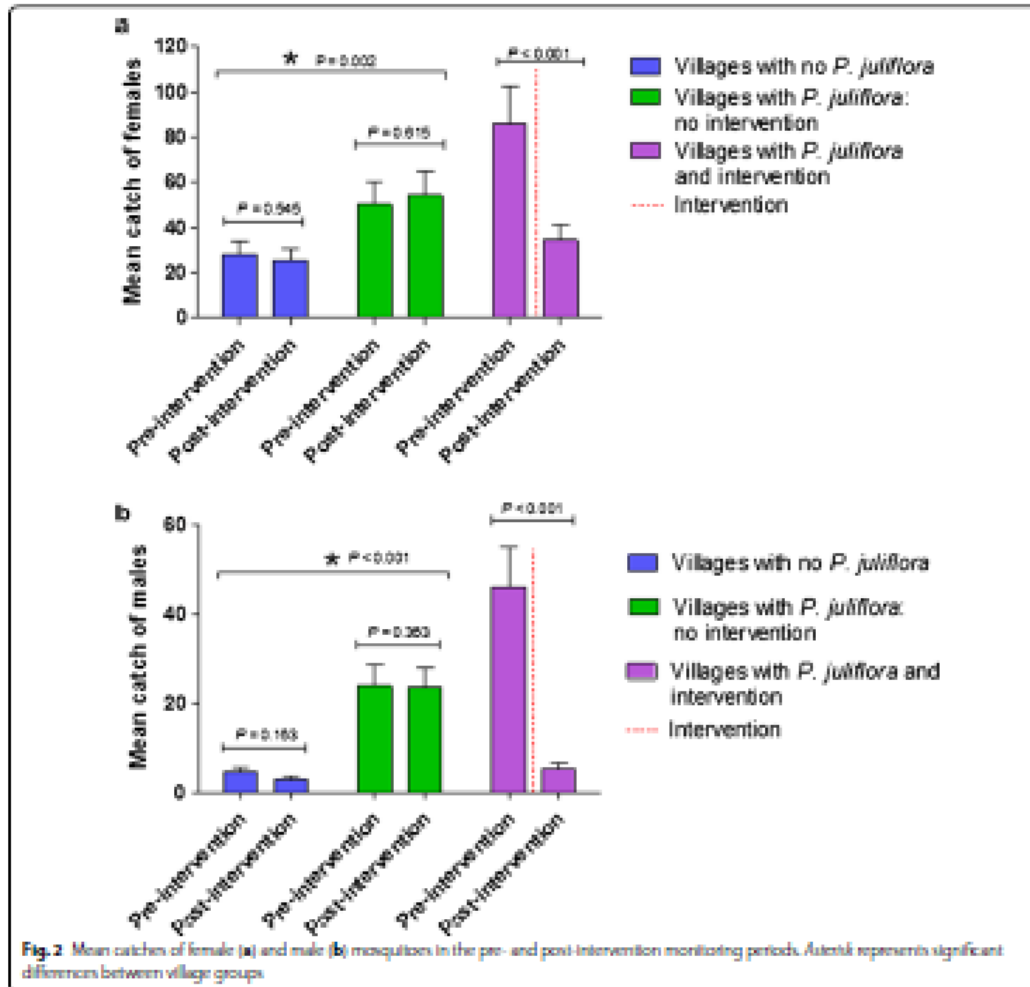 a
120
100
80
60
40
20
0
Mean catch of females
* P = 0.002
P = 0.545
P = 0.615
P < 0.001
Pre-intervention
Post-intervention
Pre-intervention
Post-intervention
Pre-intervention
Post-intervention
Villages with no P. juliflora
Villages with P. juliflora:
no intervention
Villages with P. juliflora
and intervention
Intervention
b
60
40
20
0
Mean catch of males
* P < 0.001
P = 0.163
P = 0.363
P < 0.001
Pre-intervention
Post-intervention
Pre-intervention
Post-intervention
Pre-intervention
Post-intervention
Villages with no P. juliflora
Villages with P. juliflora:
no intervention
Villages with P. juliflora and
intervention
Intervention
Fig. 2 Mean catches of female (a) and male (b) mosquitoes in the pre- and post-intervention monitoring periods. Asterisk represents significant
differences between village groups